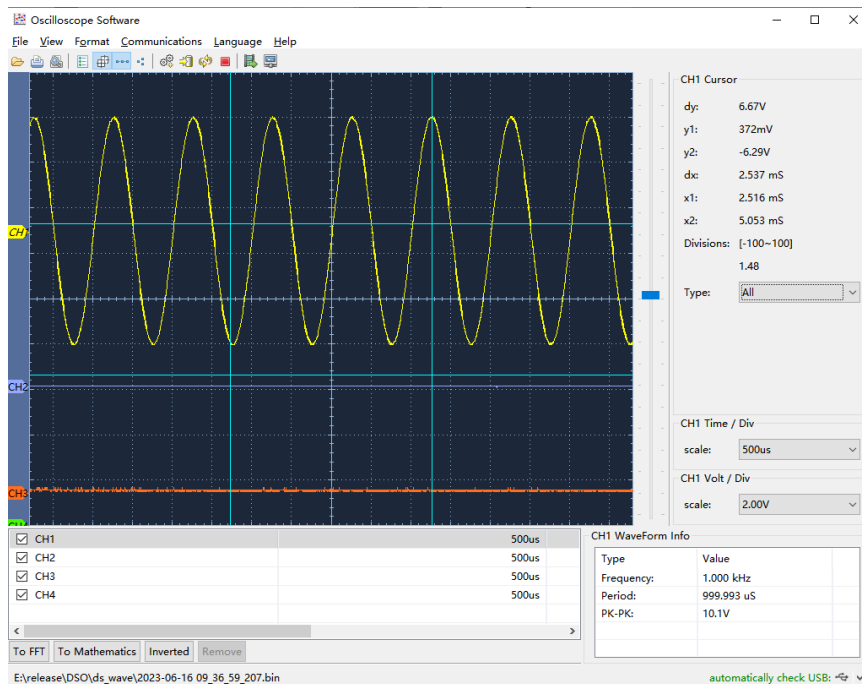 Oscilloscope Software
File View Format Communications Language Help
CH1 Cursor
dy: 6.67V
y1: 372mV
y2: -6.29V
dx: 2.537 mS
x1: 2.516 mS
x2: 5.053 mS
Divisions: [-100~100]
1.48
Type: All
CH
CH2
CH3
CH1 Time / Div
scale: 500us
CH1 Volt / Div
scale: 2.00V
CH1 500us
CH2 500us
CH3 500us
CH4 500us
CH1 WaveForm Info
Type Value
Frequency: 1.000 kHz
Period: 999.993 uS
PK-PK: 10.1V
To FFT To Mathematics Inverted Remove
E:\release\DSO\ds_wave\2023-06-16 09_36_59_207.bin
automatically check USB: